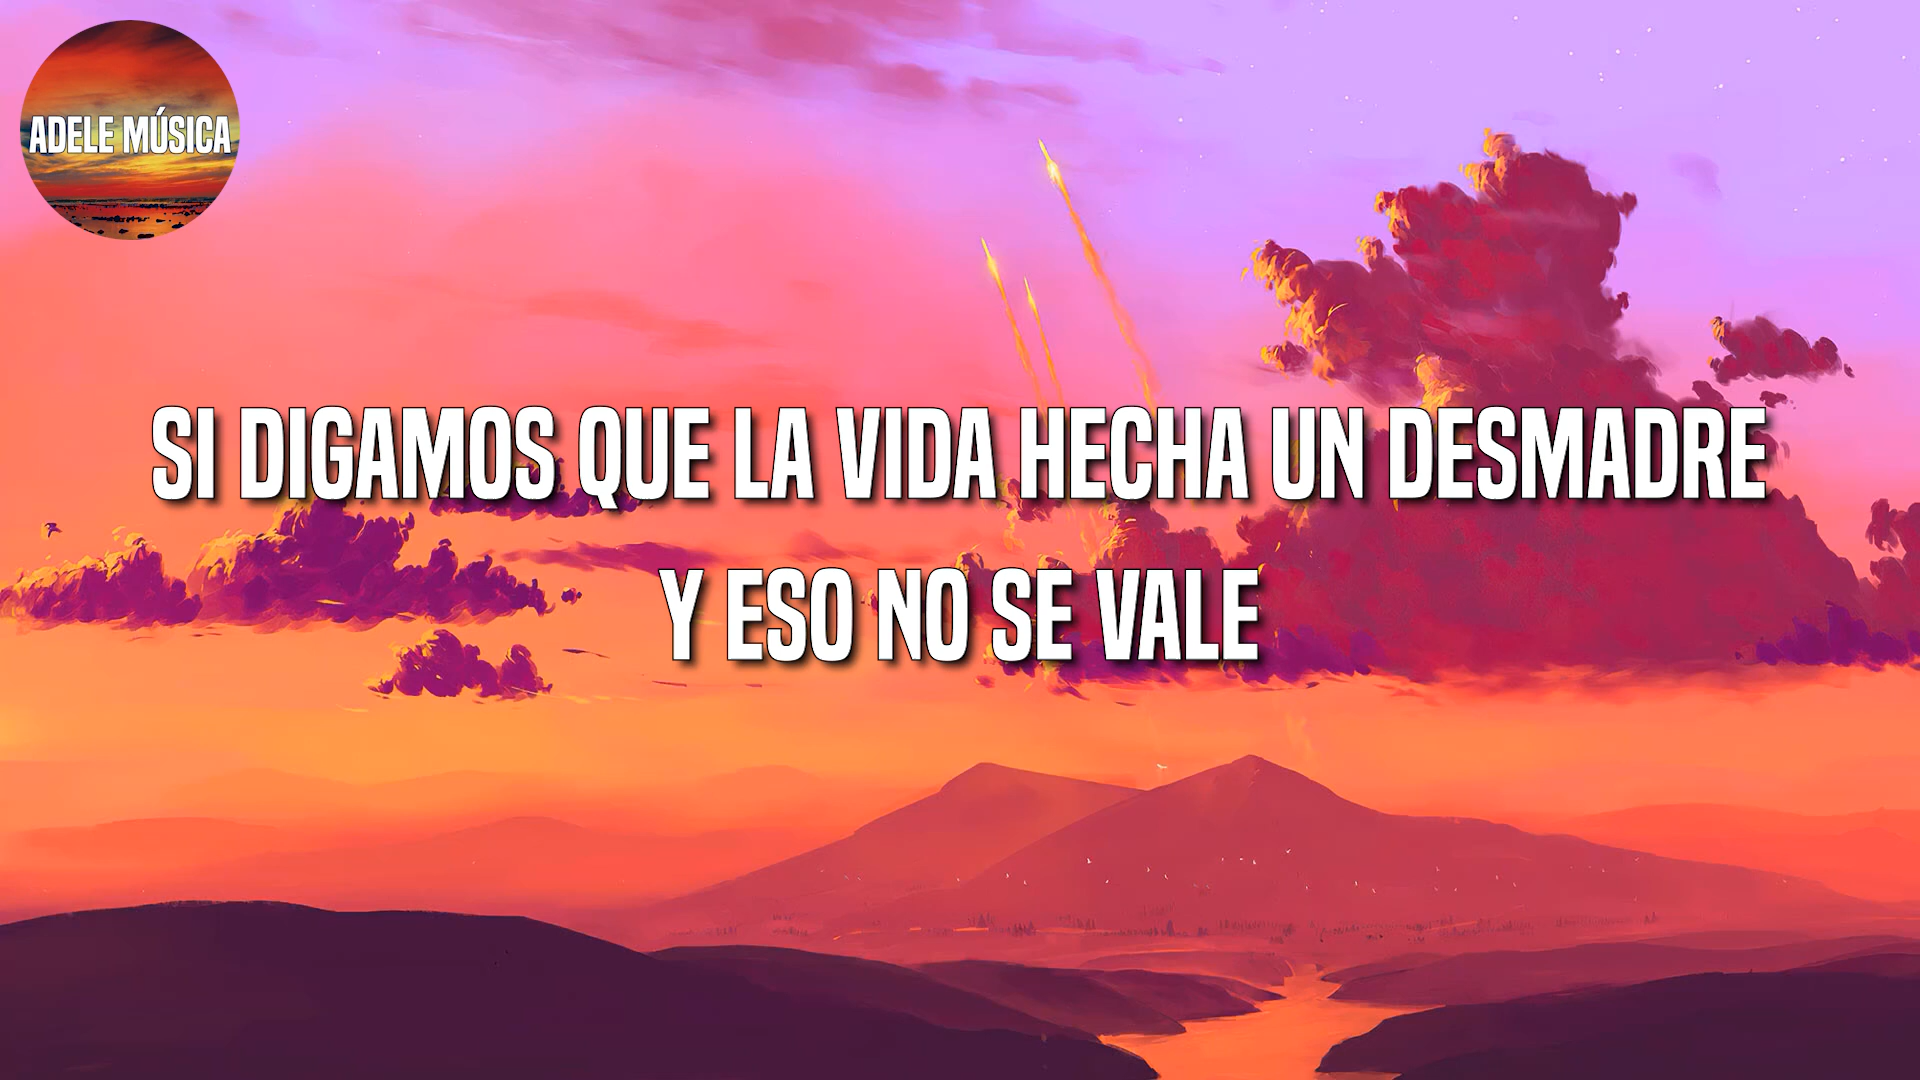 ADELE MÚSICA
SI DIGAMOS QUE LA VIDA HECHA UN DESMADRE
Y ESO NO SE VALE